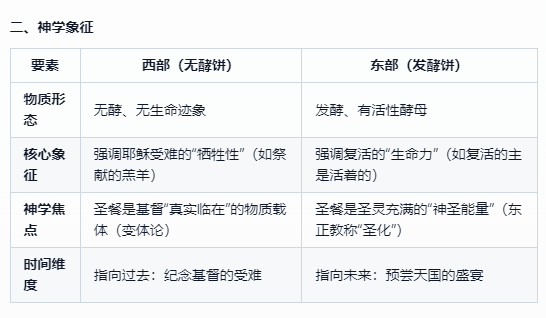 二、神学象征
要素 西部（无酵饼） 东部（发酵饼）
物质形
态
无酵、无生命迹象
发酵、有活性酵母
核心象
征
强调耶稣受难的“牺牲性”（如祭
献的羔羊）
强调复活的“生命力”（如复活的主
是活着的）
神学焦
点
圣餐是基督“真实临在”的物质载
体（变体论）
圣餐是圣灵充满的“神圣能量”（东
正教称“圣化”）
时间维
度
指向过去：纪念基督的受难
指向未来：预尝天国的盛宴